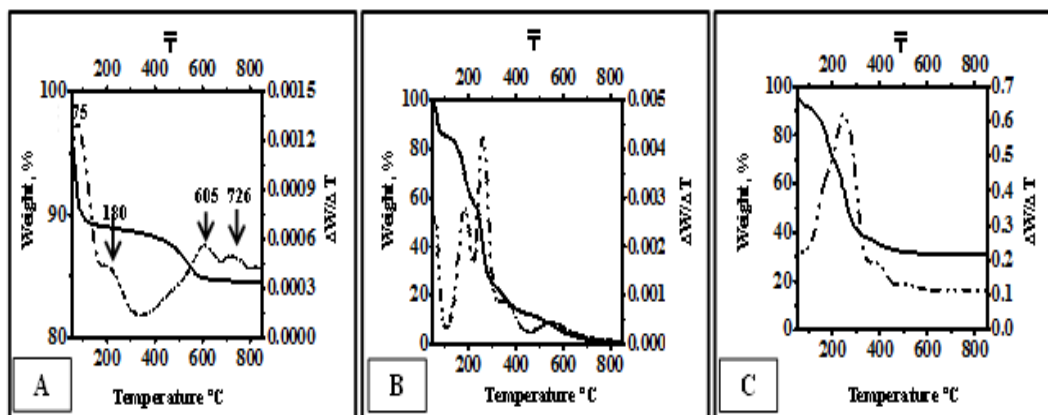 T
200 400 600 800
100
90
80
Weight, %
75
180
605 726
0.0015
0.0012
0.0009
0.0006
0.0003
0.0000
ΔW/Δ T
200 400 600 800
A
Temperature °C
T
200 400 600 800
100
80
60
40
20
0
Weight, %
0.005
0.004
0.003
0.002
0.001
0.000
ΔW/Δ T
200 400 600 800
B
Temperature °C
T
200 400 600 800
100
80
60
40
20
0
Weight, %
0.7
0.6
0.5
0.4
0.3
0.2
0.1
0.0
ΔW/Δ T
200 400 600 800
C
Temperature °C